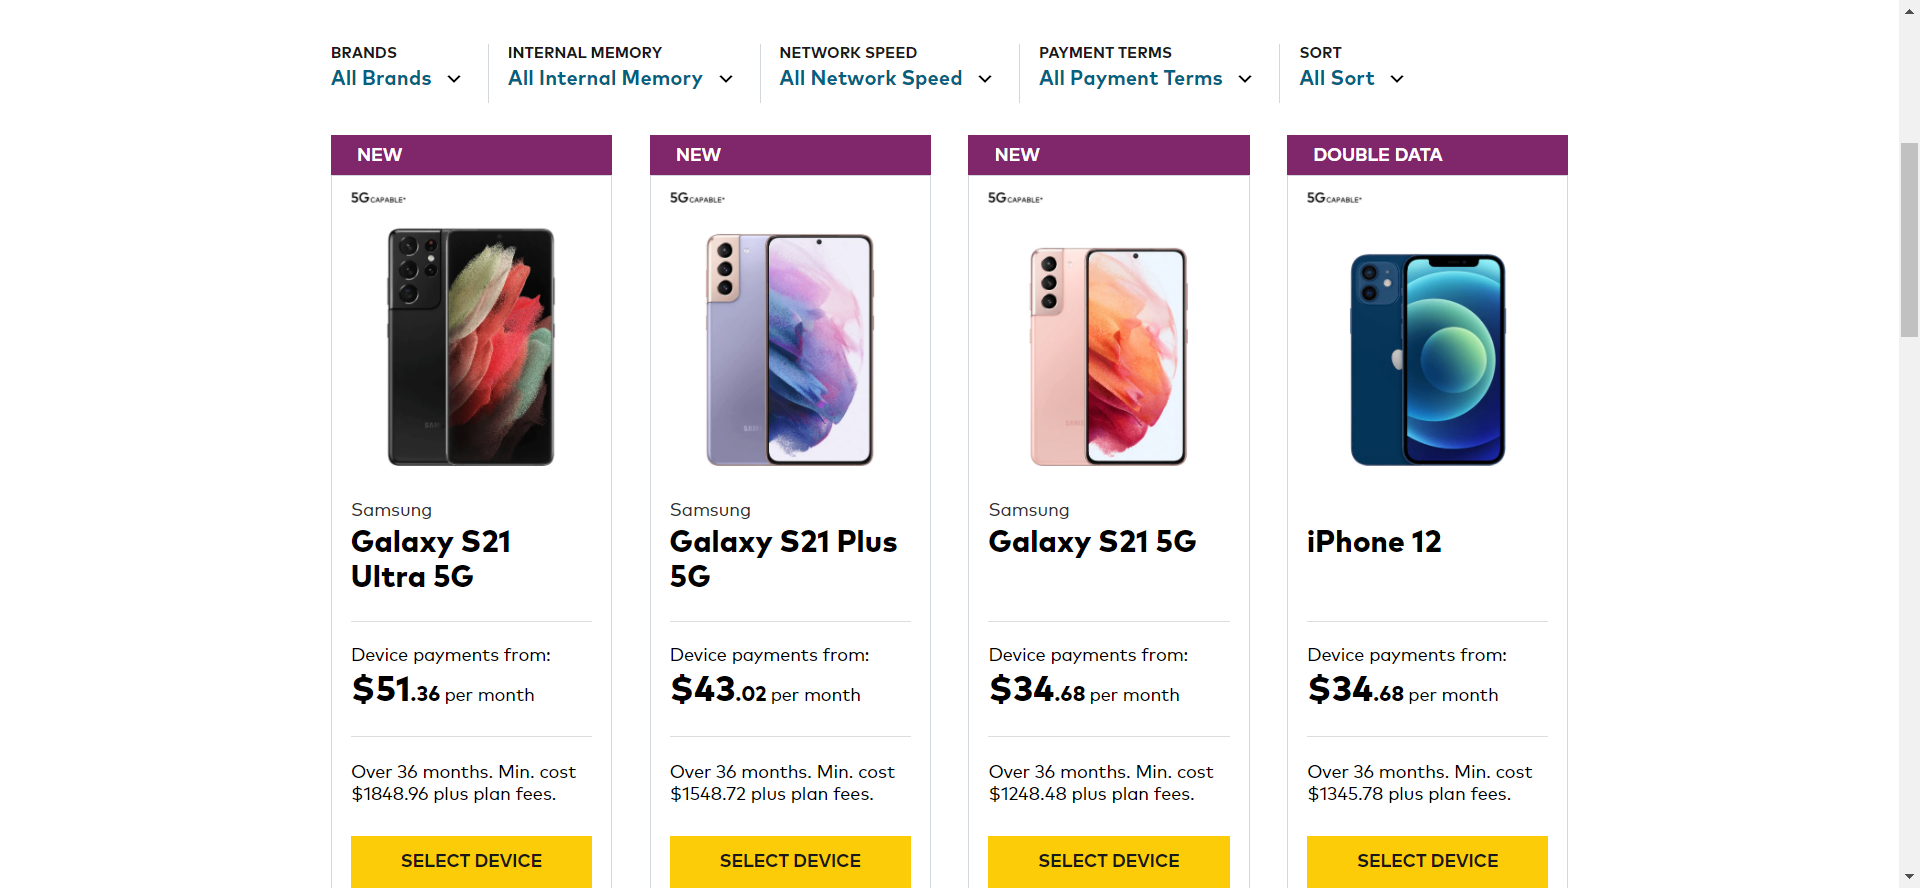 BRANDS
All Brands
INTERNAL MEMORY
All Internal Memory
NETWORK SPEED
All Network Speed
PAYMENT TERMS
All Payment Terms
SORT
All Sort
NEW
5G CAPABLE*
Samsung
Galaxy S21
Ultra 5G
Device payments from:
$51.36 per month
Over 36 months. Min. cost
$1848.96 plus plan fees.
SELECT DEVICE
NEW
5G CAPABLE*
Samsung
Galaxy S21 Plus
5G
Device payments from:
$43.02 per month
Over 36 months. Min. cost
$1548.72 plus plan fees.
SELECT DEVICE
NEW
5G CAPABLE*
Samsung
Galaxy S21 5G
Device payments from:
$34.68 per month
Over 36 months. Min. cost
$1248.48 plus plan fees.
SELECT DEVICE
DOUBLE DATA
5G CAPABLE*
iPhone 12
Device payments from:
$34.68 per month
Over 36 months. Min. cost
$1345.78 plus plan fees.
SELECT DEVICE